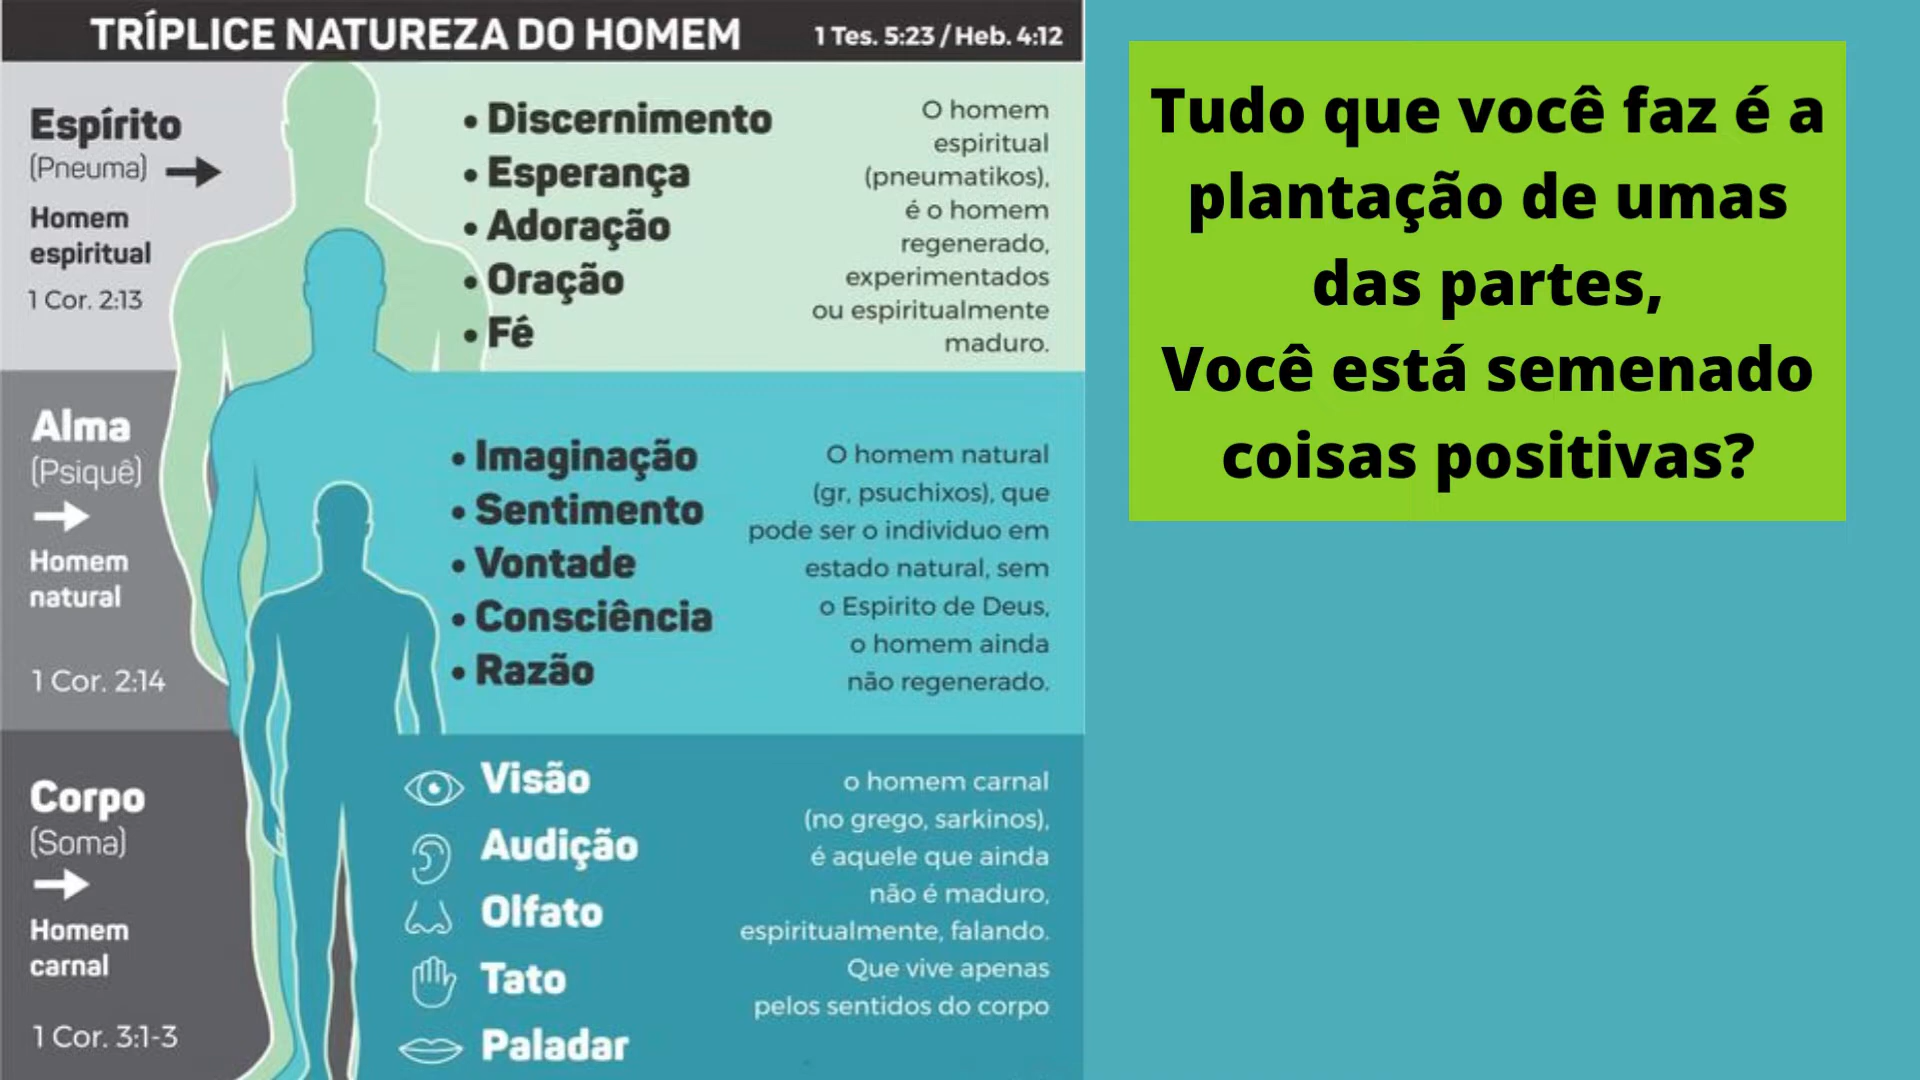 TRÍPLICE NATUREZA DO HOMEM 1 Tes. 5:23 / Heb. 4:12
Espírito
(Pneuma)
Homem
espiritual
1 Cor. 2:13
• Discernimento
• Esperança
• Adoração
• Oração
• Fé
O homem
espiritual
(pneumatikos),
é o homem
regenerado,
experimentados
ou espiritualmente
maduro.
Alma
(Psiquê)
Homem
natural
1 Cor. 2:14
• Imaginação
• Sentimento
• Vontade
• Consciência
• Razão
O homem natural
(gr, psuchixos), que
pode ser o individuo em
estado natural, sem
o Espirito de Deus,
o homem ainda
não regenerado.
Corpo
(Soma)
Homem
carnal
1 Cor. 3:1-3
Visão
Audição
Olfato
Tato
Paladar
o homem carnal
(no grego, sarkinos),
é aquele que ainda
não é maduro,
espiritualmente, falando.
Que vive apenas
pelos sentidos do corpo
Tudo que você faz é a
plantação de umas
das partes,
Você está semenado
coisas positivas?